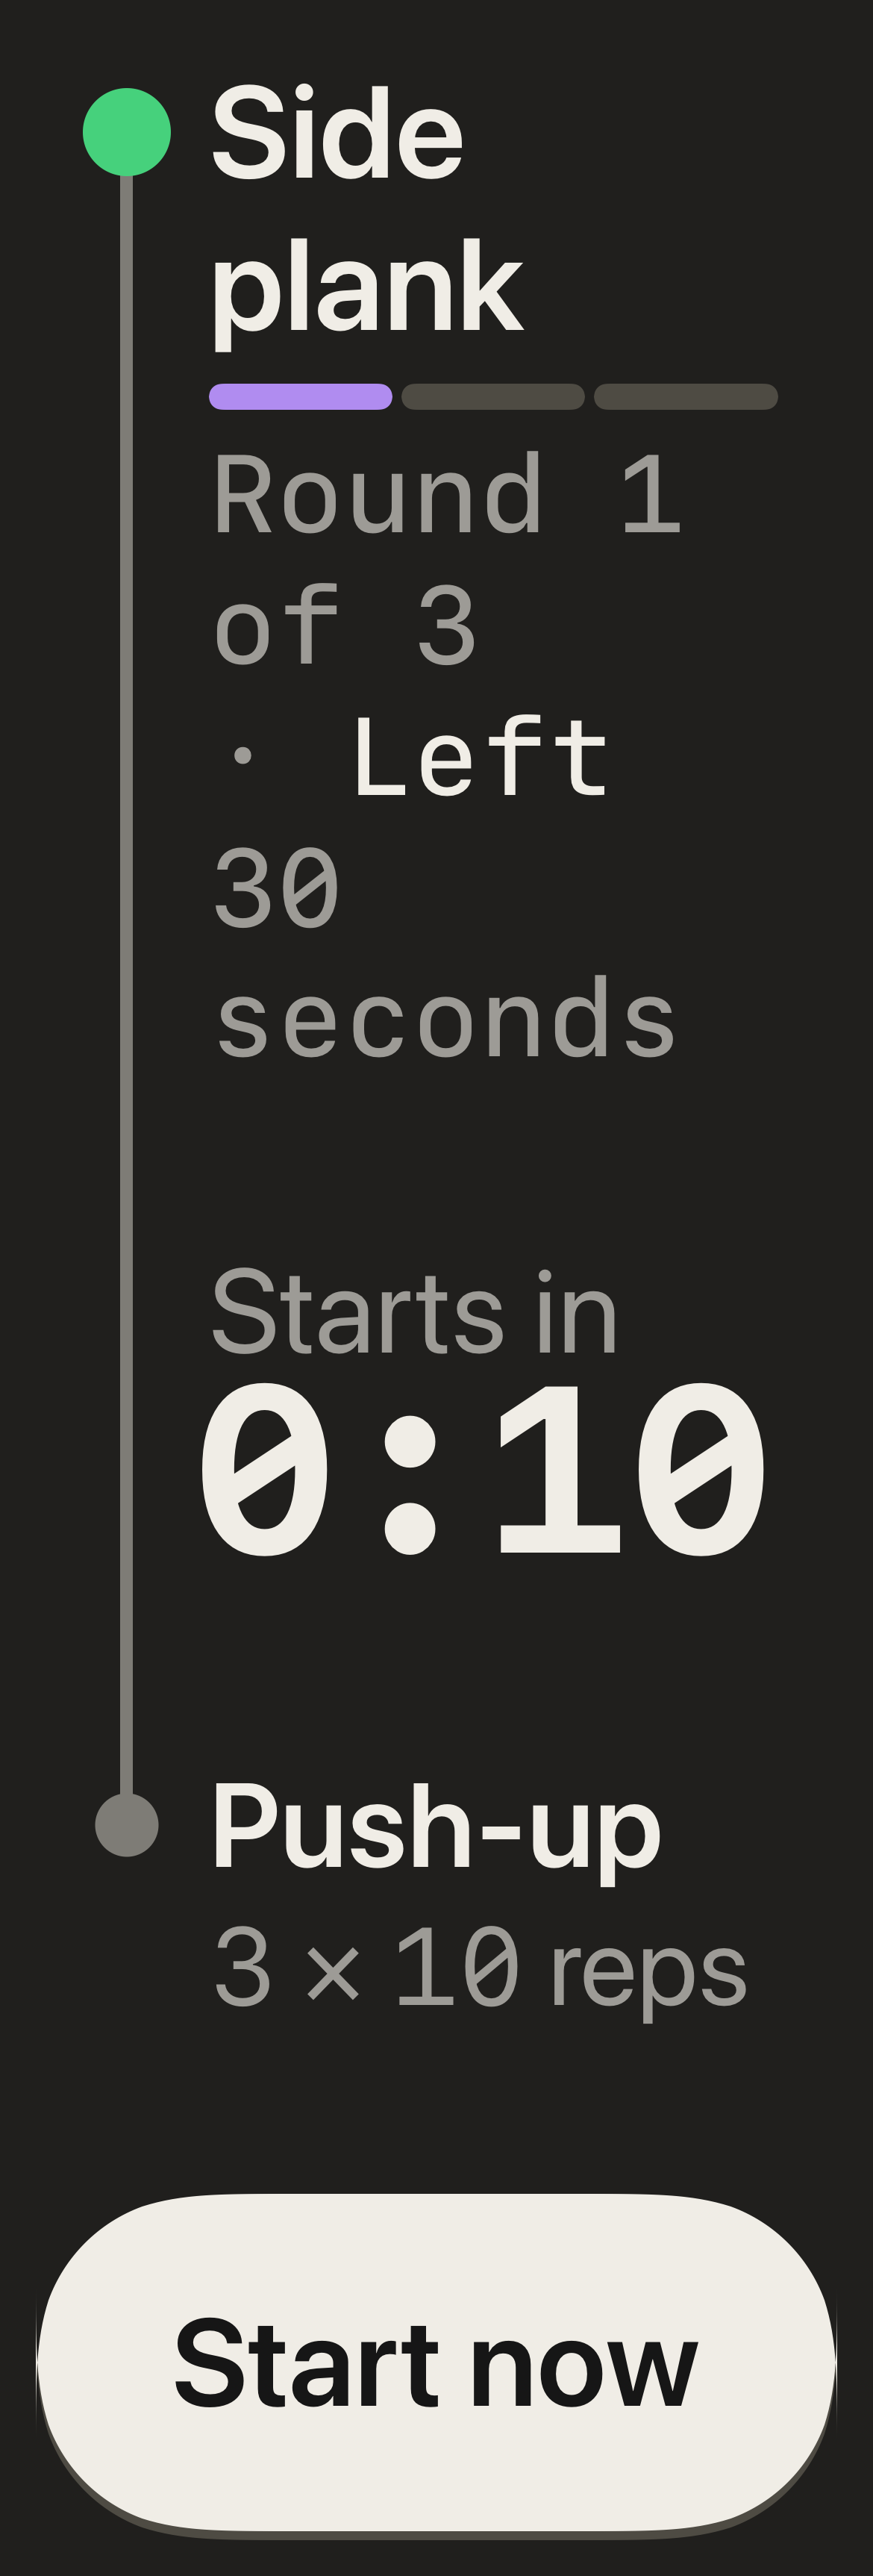 Side
plank
Round 1
of 3
· Left
30
seconds
Starts in
0:10
Push-up
3 × 10 reps
Start now